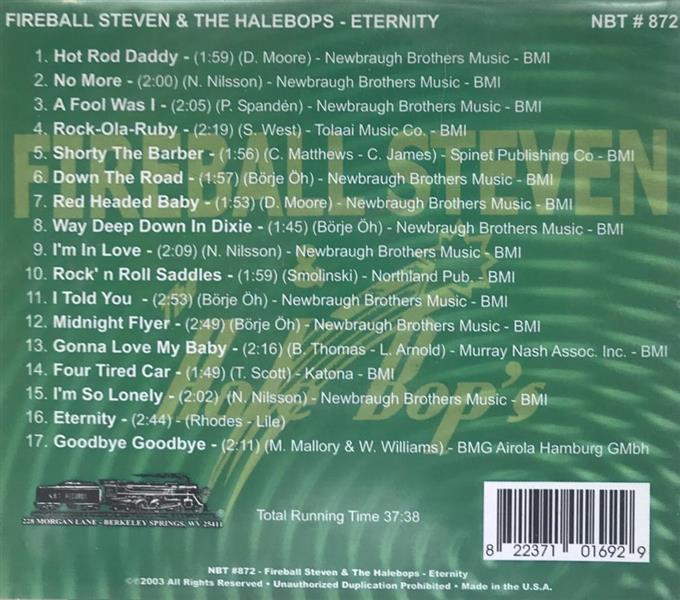 FIREBALL STEVEN & THE HALEBOPS - ETERNITY NBT # 872
1. Hot Rod Daddy - (1:59) (D. Moore) - Newbraugh Brothers Music - BMI
2. No More - (2:00) (N. Nilsson) - Newbraugh Brothers Music - BMI
3. A Fool Was I - (2:05) (P. Spandén) - Newbraugh Brothers Music - BMI
4. Rock-Ola-Ruby - (2:19) (S. West) - Tolaai Music Co. - BMI
5. Shorty The Barber - (1:56) (C. Matthews - C. James) - Spinet Publishing Co - BMI
6. Down The Road - (1:57) (Börje Öh) - Newbraugh Brothers Music - BMI
7. Red Headed Baby - (1:53) (D. Moore) - Newbraugh Brothers Music - BMI
8. Way Deep Down In Dixie - (1:45) (Börje Öh) - Newbraugh Brothers Music - BMI
9. I'm In Love - (2:09) (N. Nilsson) - Newbraugh Brothers Music - BMI
10. Rock' n Roll Saddles - (1:59) (Smolinski) - Northland Pub. - BMI
11. I Told You - (2:53) (Börje Öh) - Newbraugh Brothers Music - BMI
12. Midnight Flyer - (2:49) (Börje Öh) - Newbraugh Brothers Music - BMI
13. Gonna Love My Baby - (2:16) (B. Thomas - L. Arnold) - Murray Nash Assoc. Inc. - BMI
14. Four Tired Car - (1:49) (T. Scott) - Katona - BMI
15. I'm So Lonely - (2:02) (N. Nilsson) - Newbraugh Brothers Music - BMI
16. Eternity - (2:44) - (Rhodes - Lile)
17. Goodbye Goodbye - (2:11) (M. Mallory & W. Williams) - BMG Airola Hamburg GMbh
FIREBALL STEVEN
&
The
Hale Bop's
NBT RECORDS
228 MORGAN LANE - BERKELEY SPRINGS, WV 25411
Total Running Time 37:38
8 22371 01692 9
NBT #872 - Fireball Steven & The Halebops - Eternity
©℗2003 All Rights Reserved • Unauthorized Duplication Prohibited • Made in the U.S.A.